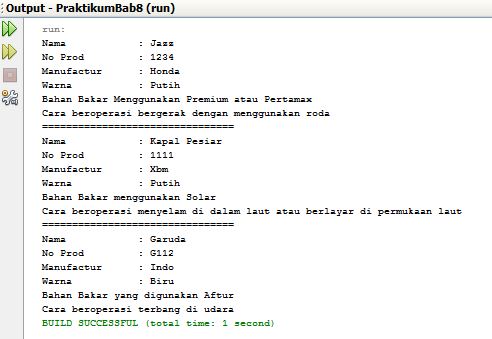 Output - PraktikumBab8 (run)
run:
Nama : Jazz
No Prod : 1234
Manufactur : Honda
Warna : Putih
Bahan Bakar Menggunakan Premium atau Pertamax
Cara beroperasi bergerak dengan menggunakan roda
================================
Nama : Kapal Pesiar
No Prod : 1111
Manufactur : Xbm
Warna : Putih
Bahan Bakar menggunakan Solar
Cara beroperasi menyelam di dalam laut atau berlayar di permukaan laut
================================
Nama : Garuda
No Prod : G112
Manufactur : Indo
Warna : Biru
Bahan Bakar yang digunakan Aftur
Cara beroperasi terbang di udara
BUILD SUCCESSFUL (total time: 1 second)